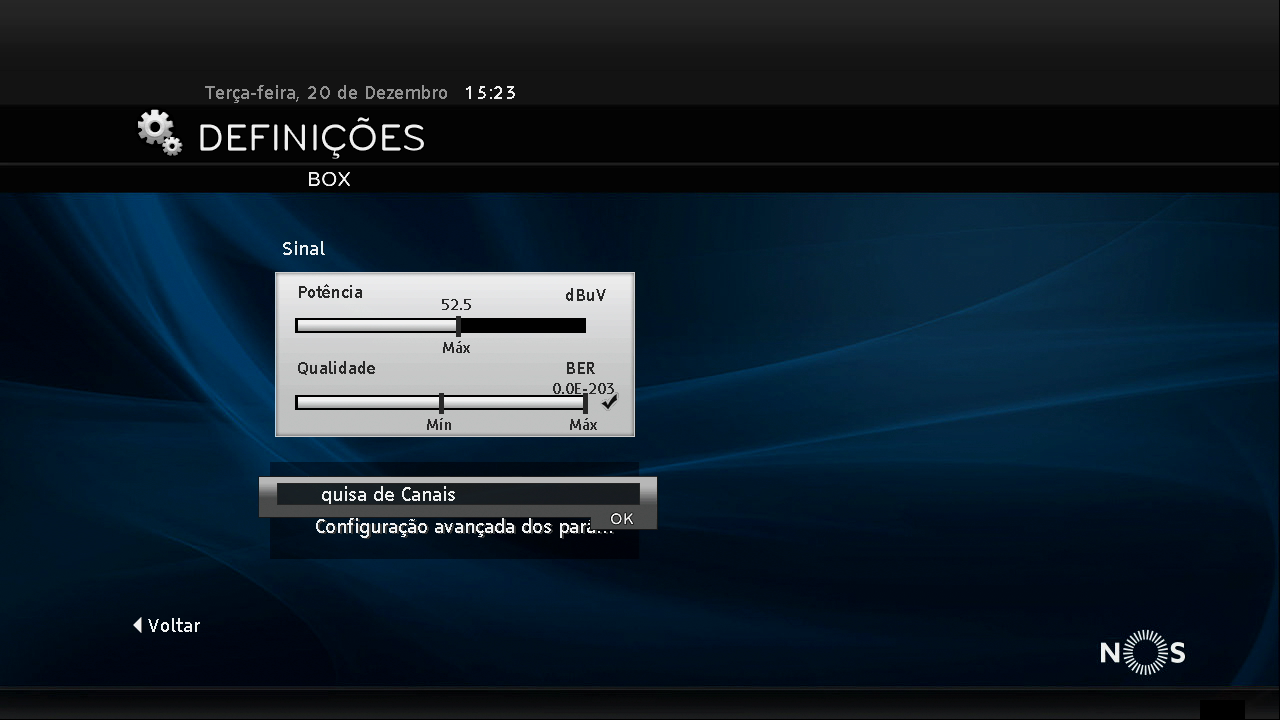 Terça-feira, 20 de Dezembro 15:23
DEFINIÇÕES
BOX
Sinal
Potência
52.5
dBuV
Máx
Qualidade
BER
0.0E-203
Mín
Máx
quisa de Canais
OK
Configuração avançada dos parâ...
Voltar
NOS